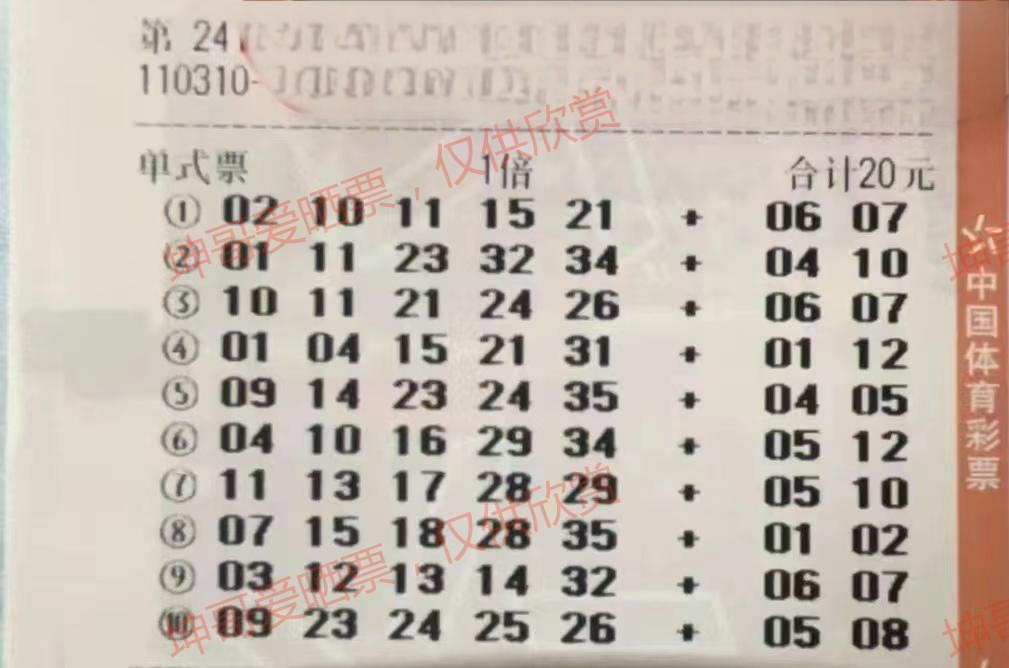 第 24
110310-
单式票 1倍 合计20元
① 02 10 11 15 21 + 06 07
② 01 11 23 32 34 + 04 10
③ 10 11 21 24 26 + 06 07
④ 01 04 15 21 31 + 01 12
⑤ 09 14 23 24 35 + 04 05
⑥ 04 10 16 29 34 + 05 12
⑦ 11 13 17 28 29 + 05 10
⑧ 07 15 18 28 35 + 01 02
⑨ 03 12 13 14 32 + 06 07
⑩ 09 23 24 25 26 + 05 08
中国体育彩票
坤哥爱晒票，仅供欣赏
坤哥爱晒票，仅供欣赏
坤
坤